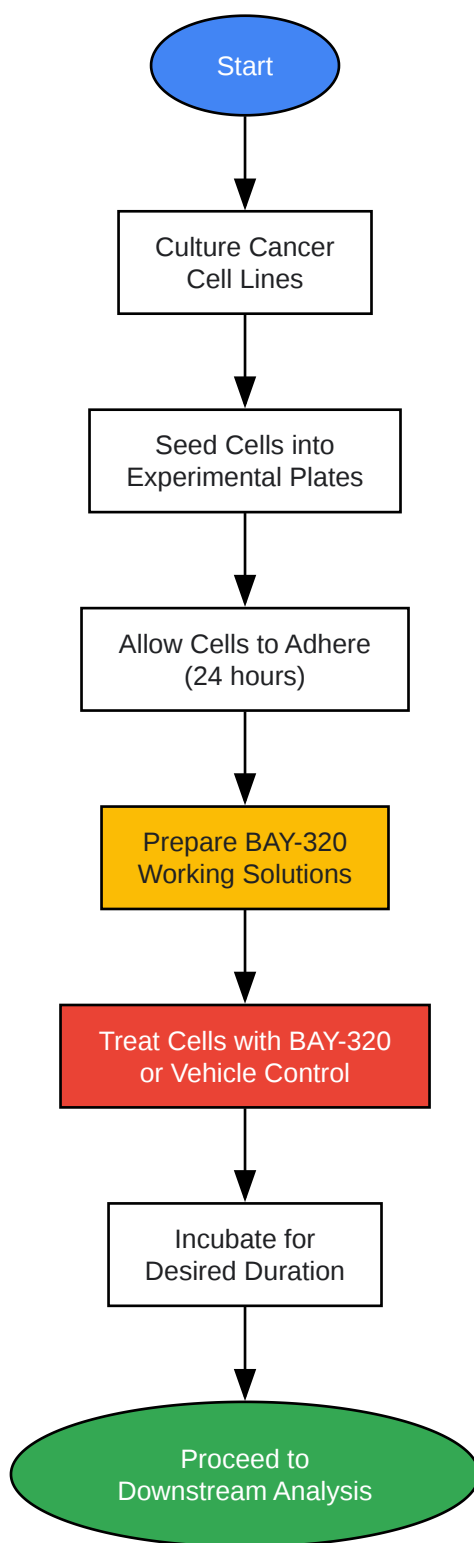 Start
Culture Cancer
Cell Lines
Seed Cells into
Experimental Plates
Allow Cells to Adhere
(24 hours)
Prepare BAY-320
Working Solutions
Treat Cells with BAY-320
or Vehicle Control
Incubate for
Desired Duration
Proceed to
Downstream Analysis